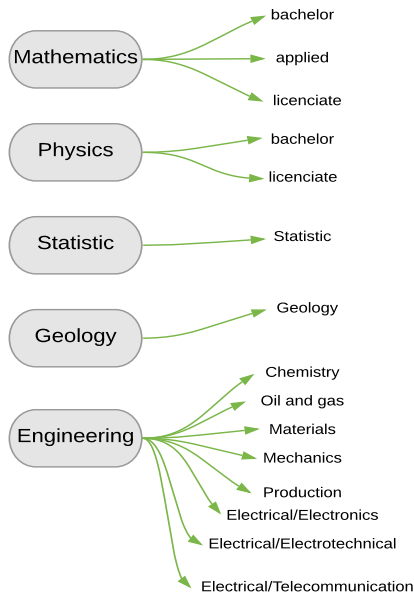 Mathematics
bachelor
applied
licenciate
Physics
bachelor
licenciate
Statistic
Statistic
Geology
Geology
Engineering
Chemistry
Oil and gas
Materials
Mechanics
Production
Electrical/Electronics
Electrical/Electrotechnical
Electrical/Telecommunication